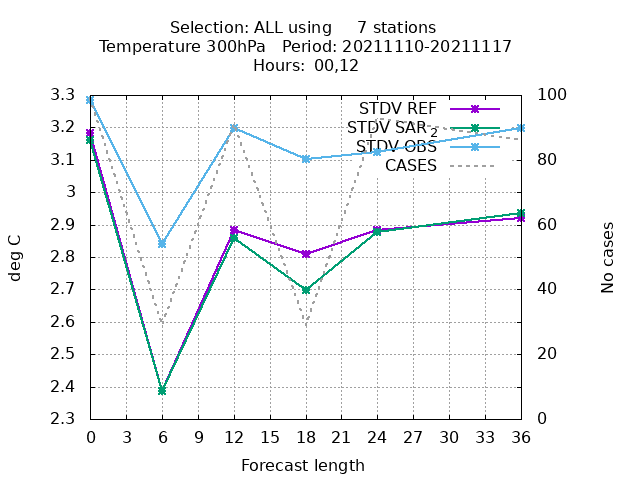 Selection: ALL using     7 stations
Temperature 300hPa   Period: 20211110-20211117
Hours:  00,12
3.3
3.2
3.1
3
2.9
2.8
2.7
2.6
2.5
2.4
2.3
deg C
STDV REF
STDV SAR 2
STDV OBS
CASES
100
80
60
40
20
0
No cases
0 3 6 9 12 15 18 21 24 27 30 33 36
Forecast length